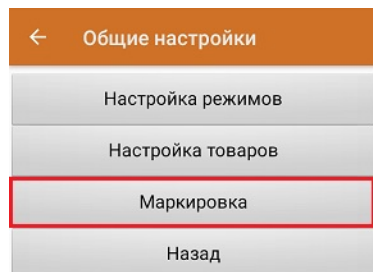 Общие настройки
Настройка режимов
Настройка товаров
Маркировка
Назад